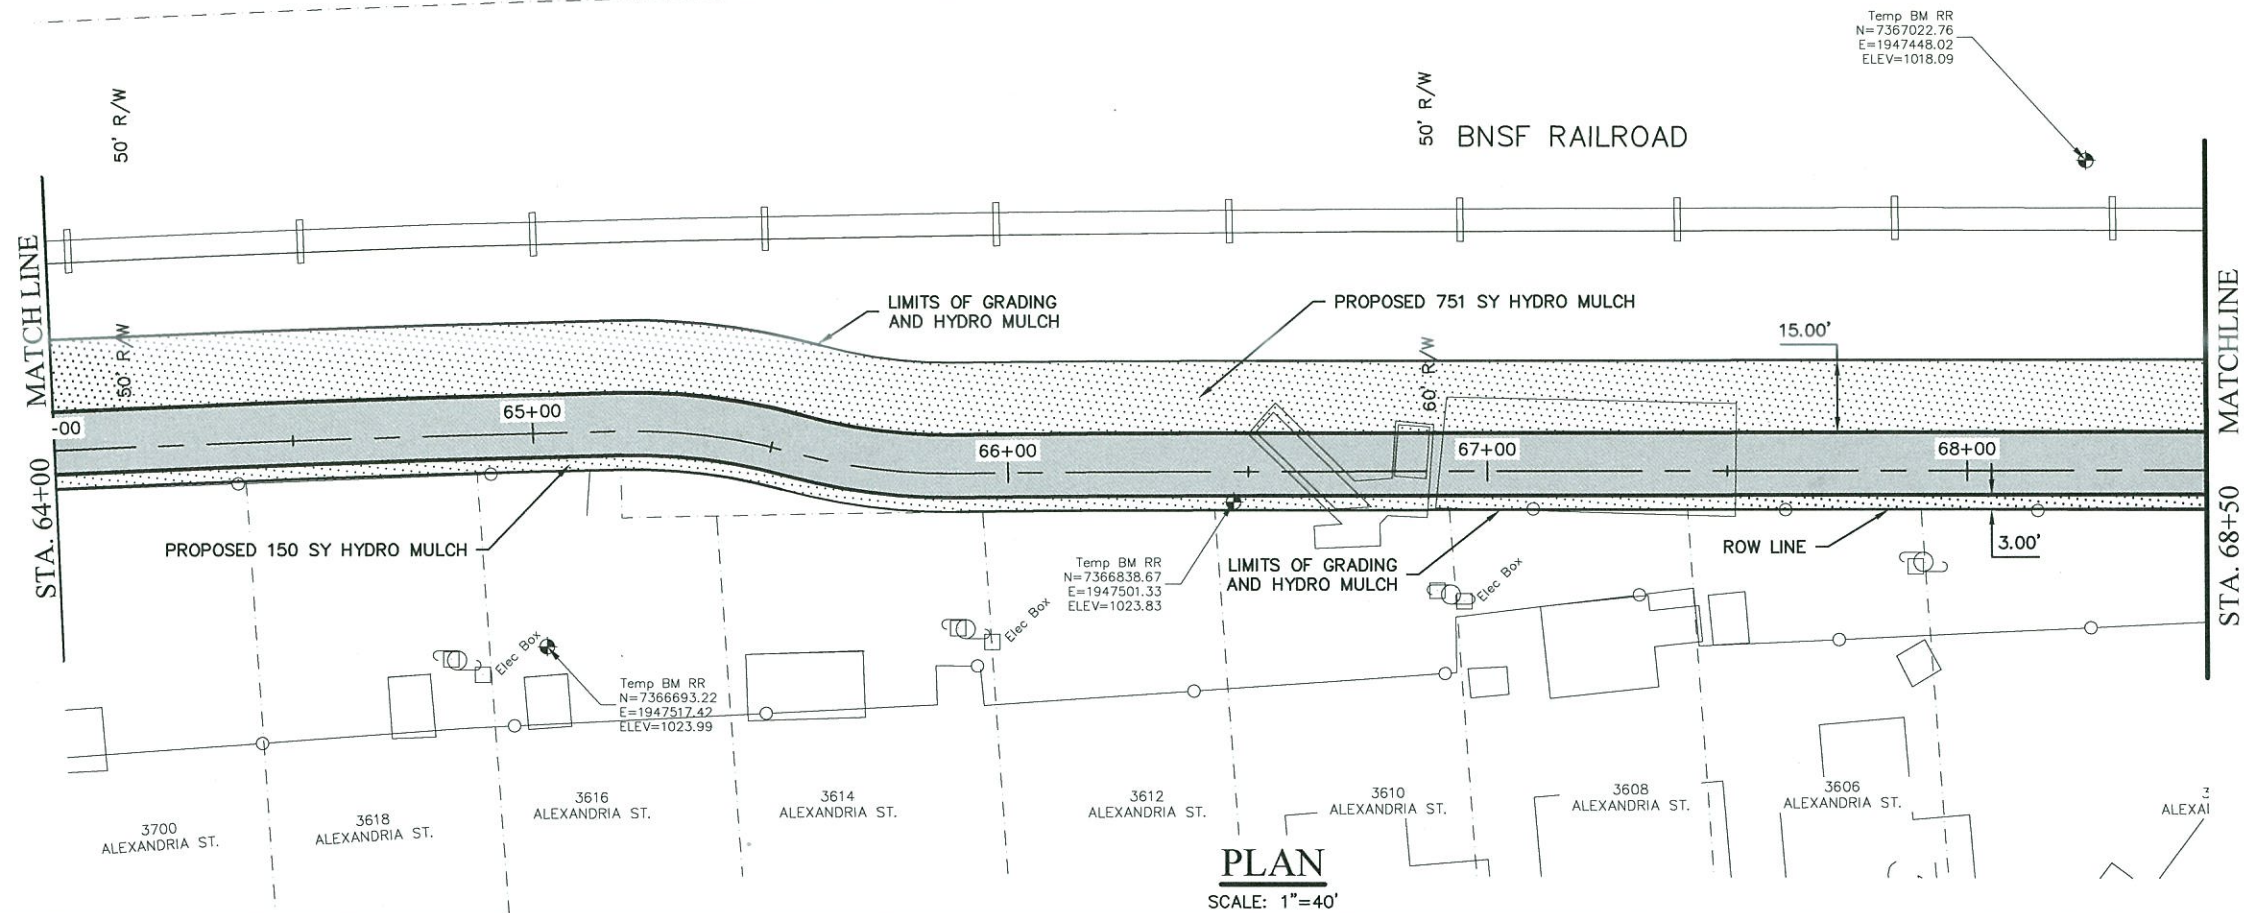 Temp BM RR
N=7367022.76
E=1947448.02
ELEV=1018.09
50' R/W
50' R/W
BNSF RAILROAD
MATCHLINE
STA. 64+00
50' R/W
LIMITS OF GRADING
AND HYDRO MULCH
PROPOSED 751 SY HYDRO MULCH
60' R/W
15.00'
MATCHLINE
STA. 68+50
-00
65+00
66+00
67+00
68+00
PROPOSED 150 SY HYDRO MULCH
Temp BM RR
N=7366838.67
E=1947501.33
ELEV=1023.83
LIMITS OF GRADING
AND HYDRO MULCH
ROW LINE
3.00'
Elec Box
Elec Box
Elec Box
Temp BM RR
N=7366693.22
E=1947517.42
ELEV=1023.99
3700
ALEXANDRIA ST.
3618
ALEXANDRIA ST.
3616
ALEXANDRIA ST.
3614
ALEXANDRIA ST.
3612
ALEXANDRIA ST.
3610
ALEXANDRIA ST.
3608
ALEXANDRIA ST.
3606
ALEXANDRIA ST.
PLAN
SCALE: 1"=40'